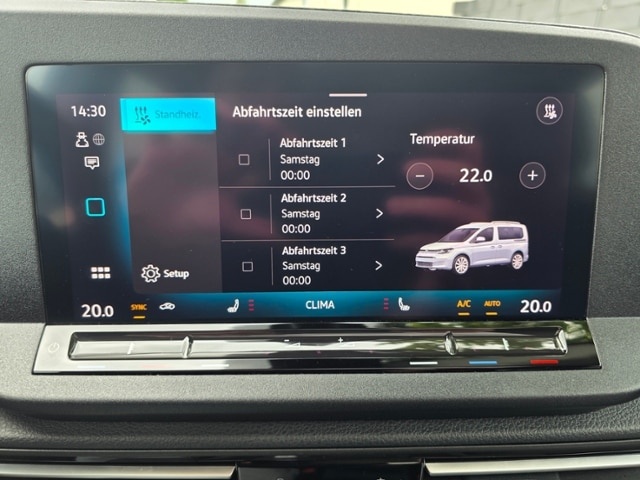 14:30
Standheiz.
Abfahrtszeit einstellen
Abfahrtszeit 1
Samstag
00:00
Abfahrtszeit 2
Samstag
00:00
Abfahrtszeit 3
Samstag
00:00
Temperatur
− 22.0 +
Setup
20.0
SYNC
CLIMA
A/C
AUTO
20.0
- +